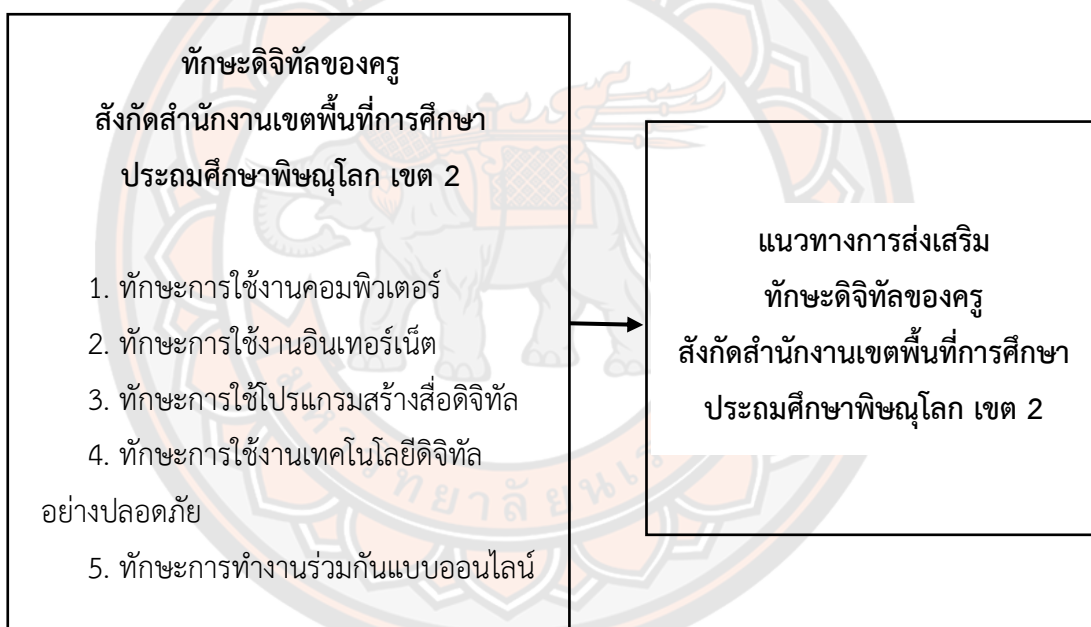 ทักษะดิจิทัลของครู
สังกัดสำนักงานเขตพื้นที่การศึกษา
ประถมศึกษาพิษณุโลก เขต 2
1. ทักษะการใช้งานคอมพิวเตอร์
2. ทักษะการใช้งานอินเทอร์เน็ต
3. ทักษะการใช้โปรแกรมสร้างสื่อดิจิทัล
4. ทักษะการใช้งานเทคโนโลยีดิจิทัล
อย่างปลอดภัย
5. ทักษะการทำงานร่วมกันแบบออนไลน์
แนวทางการส่งเสริม
ทักษะดิจิทัลของครู
สังกัดสำนักงานเขตพื้นที่การศึกษา
ประถมศึกษาพิษณุโลก เขต 2